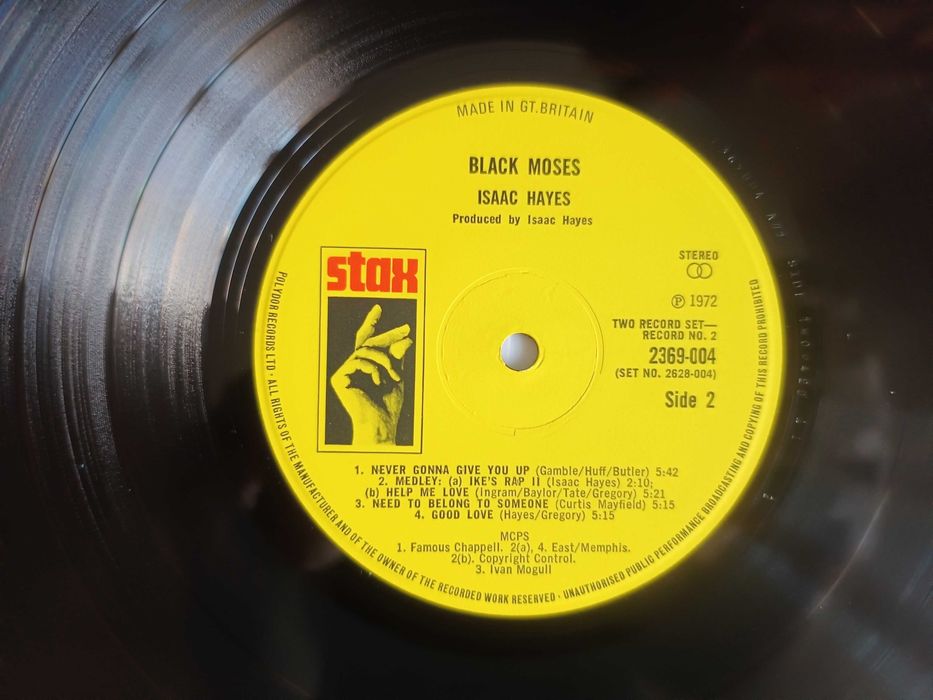 MADE IN GT.BRITAIN
BLACK MOSES
ISAAC HAYES
Produced by Isaac Hayes
stax
STEREO
Ⓟ 1972
TWO RECORD SET—
RECORD NO. 2
2369-004
(SET NO. 2628-004)
Side 2
1. NEVER GONNA GIVE YOU UP (Gamble/Huff/Butler) 5:42
2. MEDLEY: (a) IKE'S RAP II (Isaac Hayes) 2:10;
(b) HELP ME LOVE (Ingram/Baylor/Tate/Gregory) 5:21
3. NEED TO BELONG TO SOMEONE (Curtis Mayfield) 5:15
4. GOOD LOVE (Hayes/Gregory) 5:15
MCPS
1. Famous Chappell. 2(a), 4. East/Memphis.
2(b). Copyright Control.
3. Ivan Mogull
POLYDOR RECORDS LTD · ALL RIGHTS OF THE MANUFACTURER AND OF THE OWNER OF THE RECORDED WORK RESERVED · UNAUTHORISED PUBLIC PERFORMANCE BROADCASTING AND COPYING OF THIS RECORD PROHIBITED